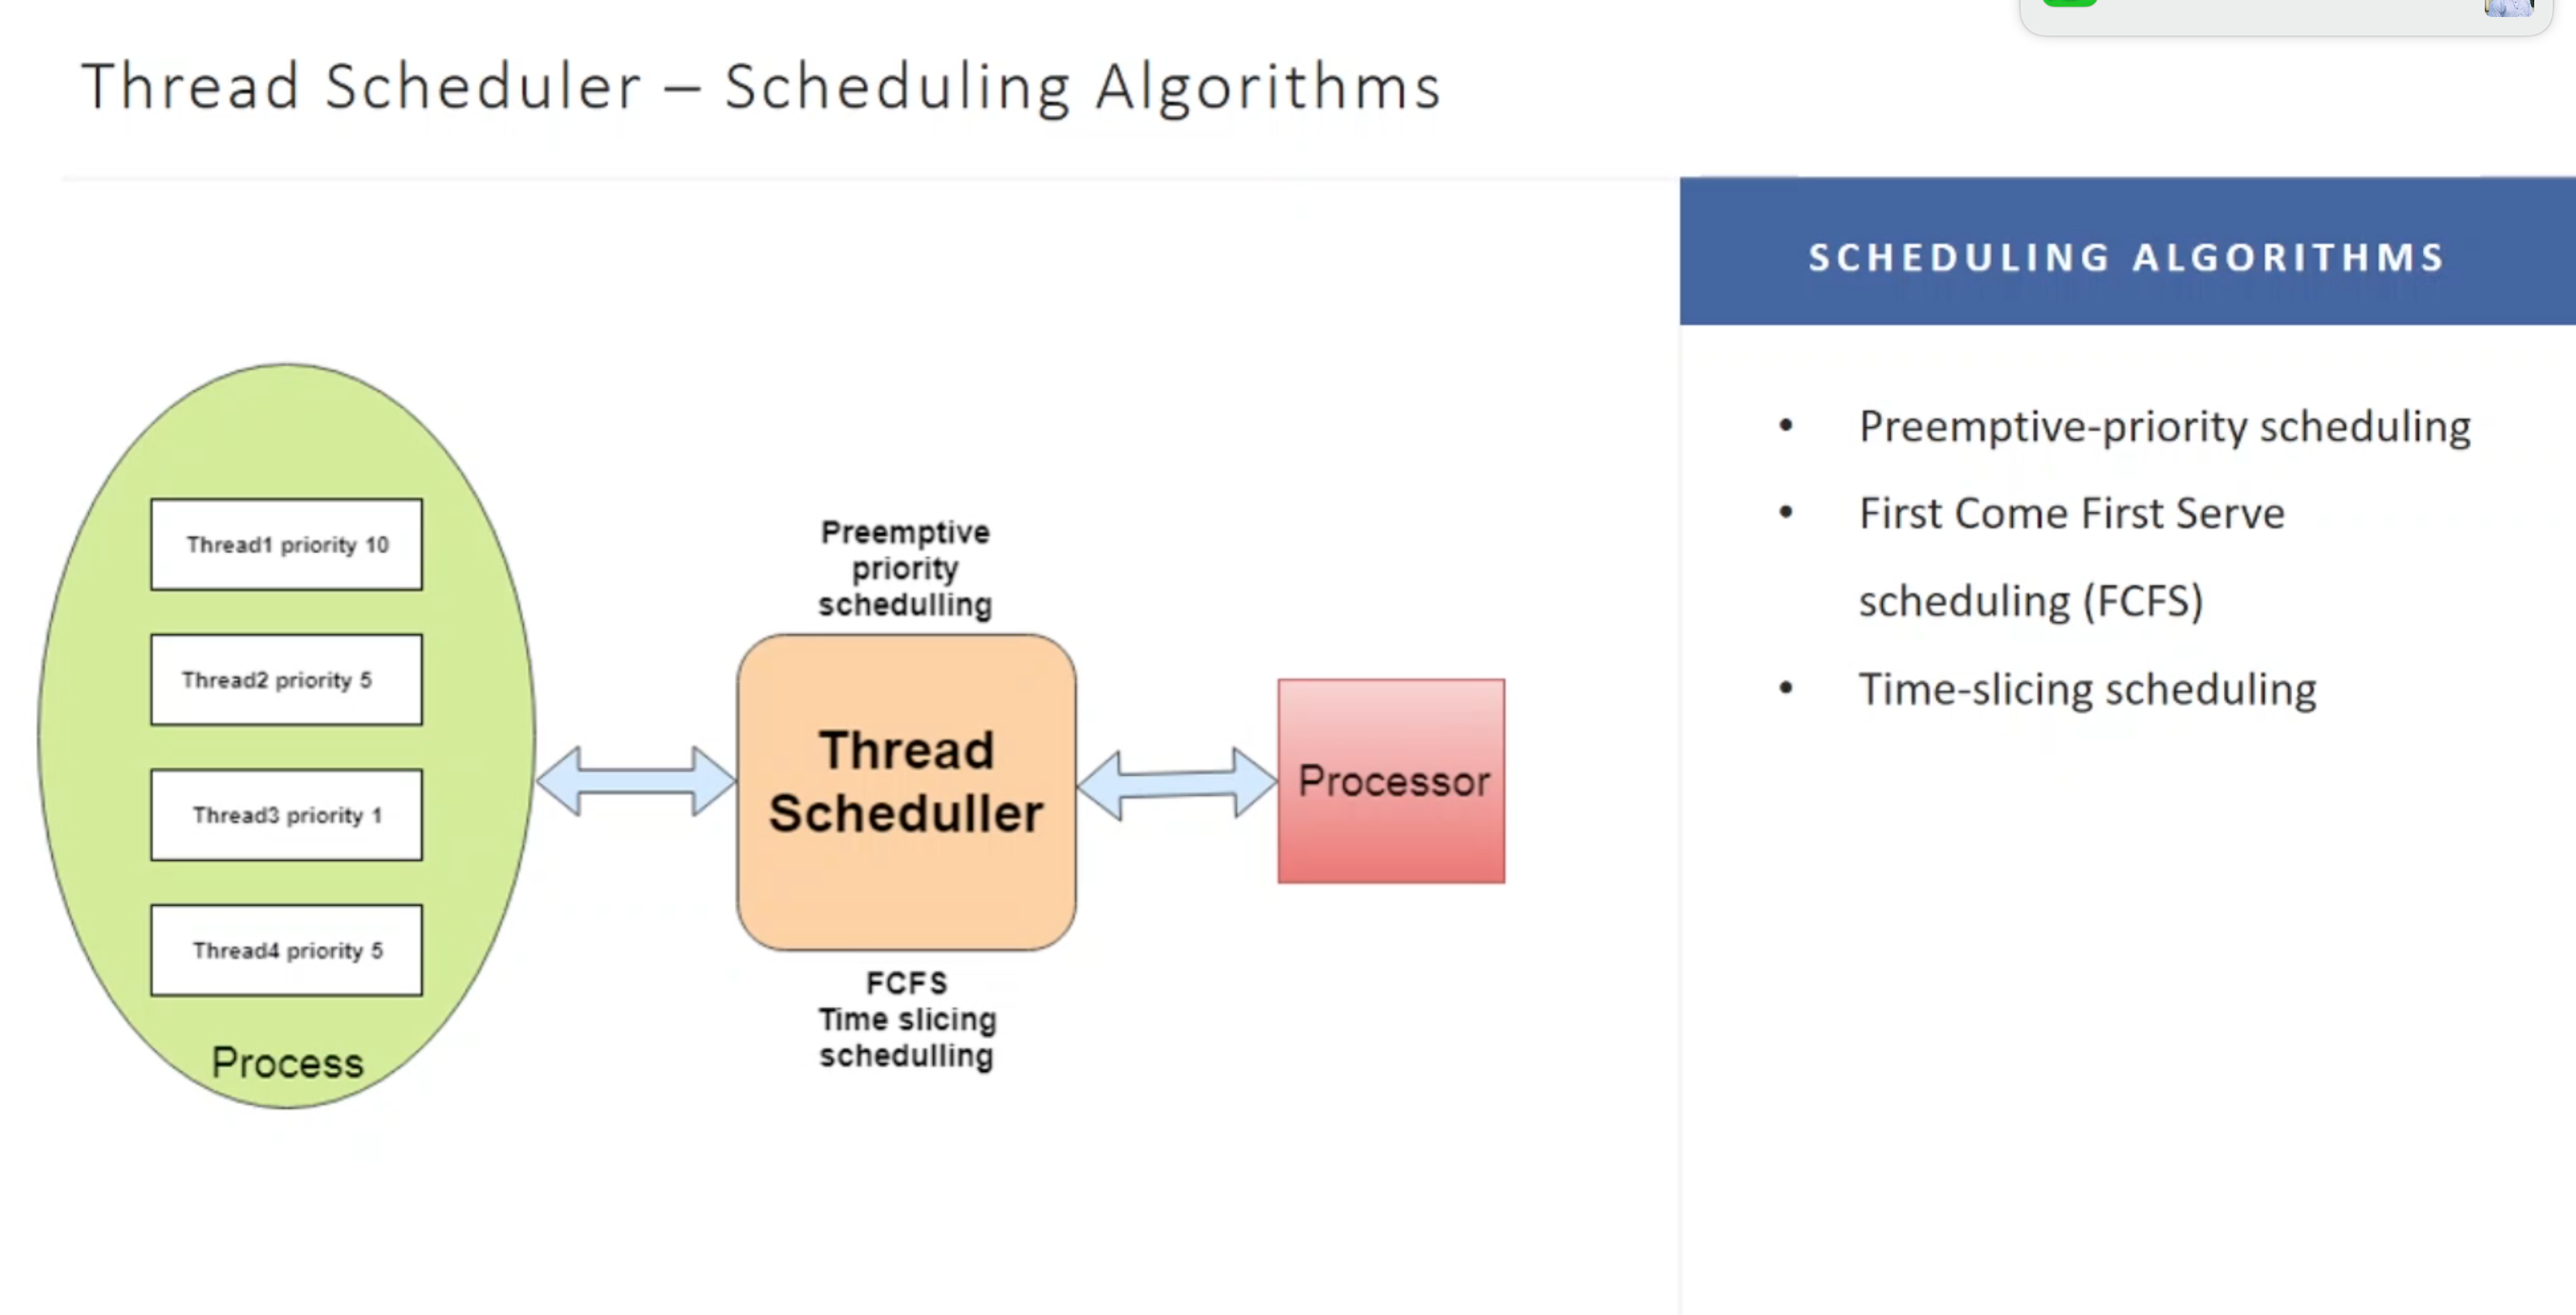 Thread Scheduler – Scheduling Algorithms
SCHEDULING ALGORITHMS
• Preemptive-priority scheduling
• First Come First Serve
scheduling (FCFS)
• Time-slicing scheduling
Thread1 priority 10
Thread2 priority 5
Thread3 priority 1
Thread4 priority 5
Process
Preemptive
priority
schedulling
Thread
Scheduller
FCFS
Time slicing
schedulling
Processor